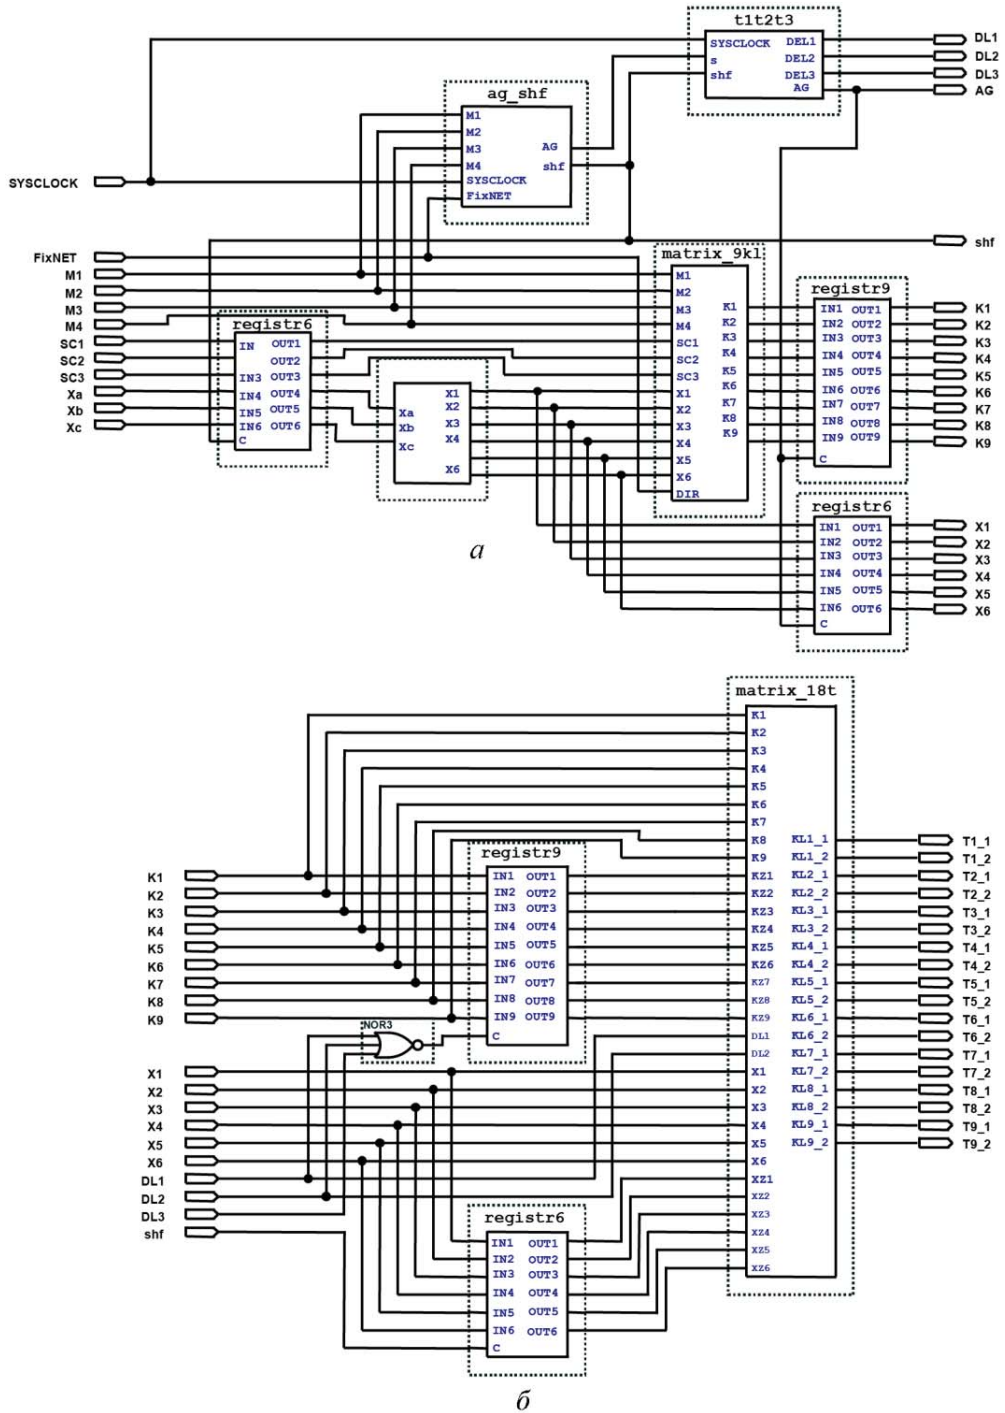 t1t2t3
SYSCLOCK DEL1 DL1
s DEL2 DL2
shf DEL3 DL3
AG AG
ag_shf
M1
M2
M3 AG
M4 shf
SYSCLOCK SYSCLOCK
FixNET
shf
FixNET matrix_9kl
M1 M1 registr9
M2 M2
M3 M3 K1 IN1 OUT1 K1
M4 registr6 M4 K2 IN2 OUT2 K2
SC1 IN OUT1 SC1 K3 IN3 OUT3 K3
SC2 OUT2 SC2 K4 IN4 OUT4 K4
SC3 IN3 OUT3 SC3 K5 IN5 OUT5 K5
Xa IN4 OUT4 X1 X1 K6 IN6 OUT6 K6
Xb IN5 OUT5 Xa X2 X2 K7 IN7 OUT7 K7
Xc IN6 OUT6 Xb X3 X3 K8 IN8 OUT8 K8
C Xc X4 X4 K9 IN9 OUT9 K9
X5 C
X6 X6
DIR
registr6
IN1 OUT1 X1
IN2 OUT2 X2
IN3 OUT3 X3
IN4 OUT4 X4
IN5 OUT5 X5
IN6 OUT6 X6
C
а
matrix_18t
K1
K2
K3
K4
K5
K6
K7
K8 KL1_1 T1_1
registr9 K9 KL1_2 T1_2
K1 IN1 OUT1 KZ1 KL2_1 T2_1
K2 IN2 OUT2 KZ2 KL2_2 T2_2
K3 IN3 OUT3 KZ3 KL3_1 T3_1
K4 IN4 OUT4 KZ4 KL3_2 T3_2
K5 IN5 OUT5 KZ5 KL4_1 T4_1
K6 IN6 OUT6 KZ6 KL4_2 T4_2
K7 IN7 OUT7 KZ7 KL5_1 T5_1
K8 IN8 OUT8 KZ8 KL5_2 T5_2
K9 IN9 OUT9 KZ9 KL6_1 T6_1
NOR3 C DL1 KL6_2 T6_2
DL2 KL7_1 T7_1
X1 X1 KL7_2 T7_2
X2 X2 KL8_1 T8_1
X3 X3 KL8_2 T8_2
X4 X4 KL9_1 T9_1
X5 X5 KL9_2 T9_2
X6 X6
DL1 XZ1
DL2 XZ2
DL3 registr6 XZ3
shf XZ4
IN1 OUT1 XZ5
IN2 OUT2 XZ6
IN3 OUT3
IN4 OUT4
IN5 OUT5
IN6 OUT6
C
б